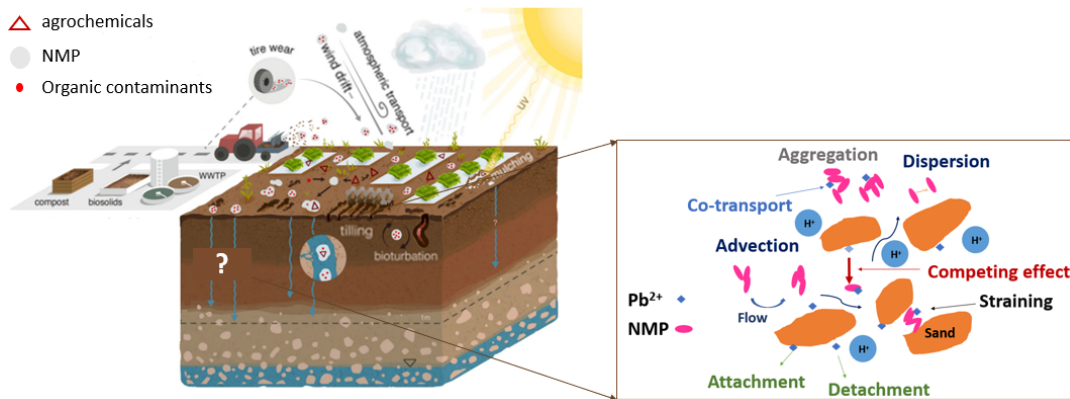 agrochemicals
NMP
Organic contaminants
tire wear
wind drift
atmospheric transport
UV
mulching
WWTP
compost
biosolids
tilling
bioturbation
?
?
1m
Aggregation
Dispersion
Co-transport
H⁺
H⁺
H⁺
Advection
Competing effect
Pb²⁺
Straining
Flow
NMP
Sand
H⁺
Attachment
Detachment